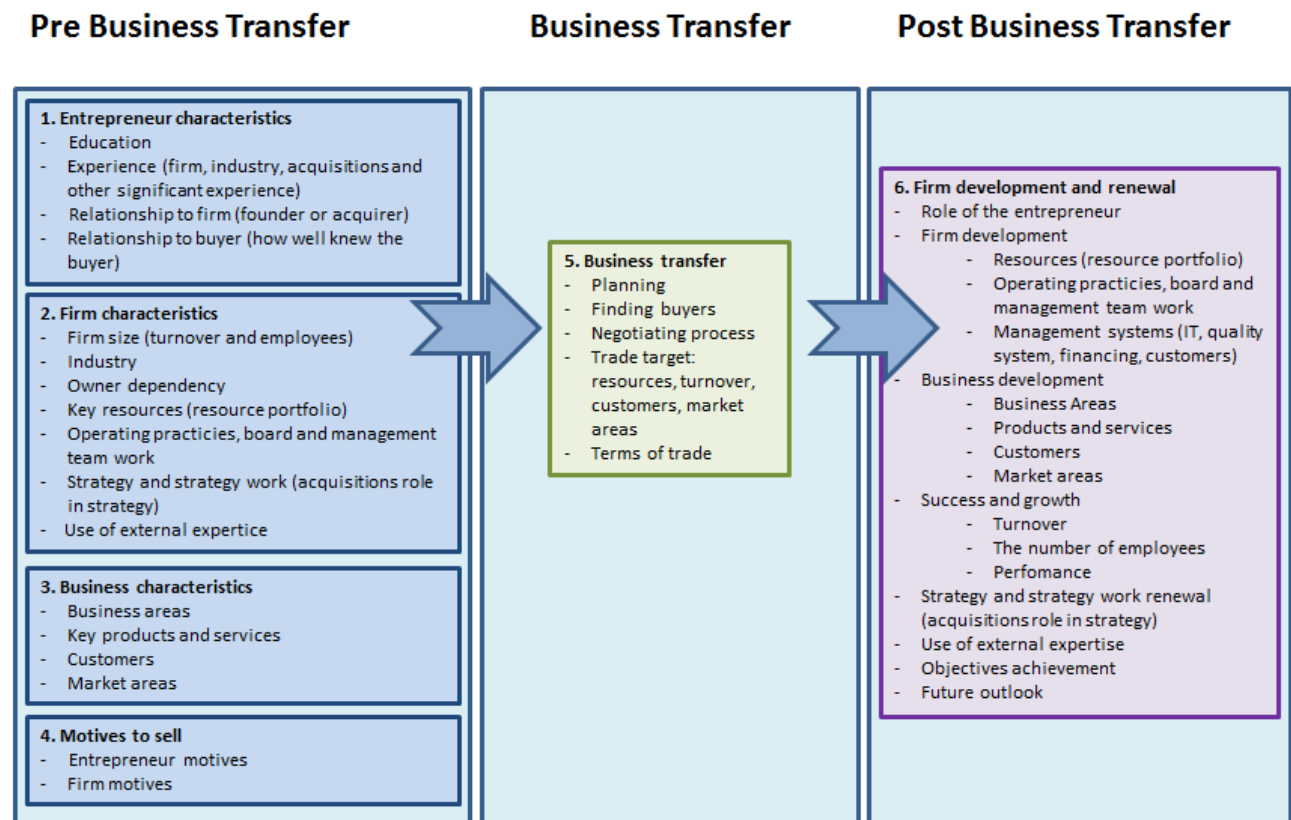 Pre Business Transfer
Business Transfer
Post Business Transfer
1. Entrepreneur characteristics
- Education
- Experience (firm, industry, acquisitions and
other significant experience)
- Relationship to firm (founder or acquirer)
- Relationship to buyer (how well knew the
buyer)
2. Firm characteristics
- Firm size (turnover and employees)
- Industry
- Owner dependency
- Key resources (resource portfolio)
- Operating practicies, board and management
team work
- Strategy and strategy work (acquisitions role
in strategy)
- Use of external expertice
3. Business characteristics
- Business areas
- Key products and services
- Customers
- Market areas
4. Motives to sell
- Entrepreneur motives
- Firm motives
5. Business transfer
- Planning
- Finding buyers
- Negotiating process
- Trade target:
resources, turnover,
customers, market
areas
- Terms of trade
6. Firm development and renewal
- Role of the entrepreneur
- Firm development
- Resources (resource portfolio)
- Operating practicies, board and
management team work
- Management systems (IT, quality
system, financing, customers)
- Business development
- Business Areas
- Products and services
- Customers
- Market areas
- Success and growth
- Turnover
- The number of employees
- Perfomance
- Strategy and strategy work renewal
(acquisitions role in strategy)
- Use of external expertise
- Objectives achievement
- Future outlook